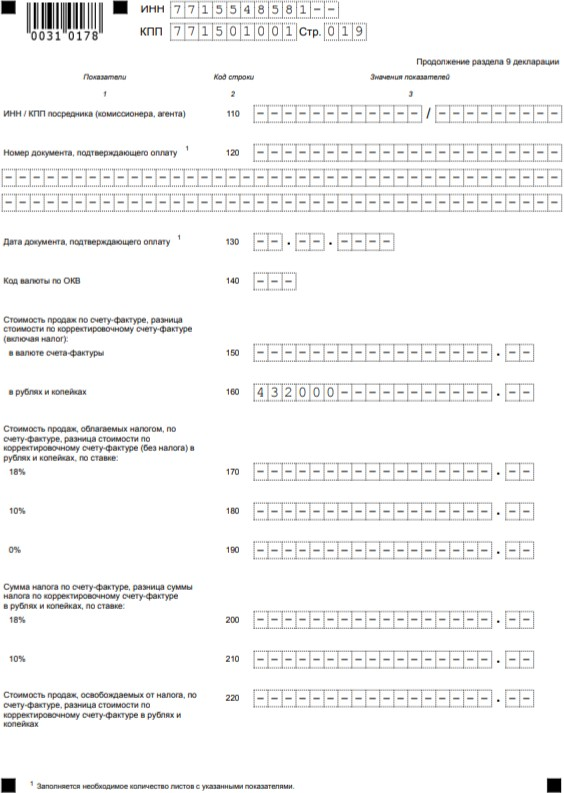 ИНН 7715548581--
0031 0178
КПП 771501001 Стр. 019
Продолжение раздела 9 декларации
Показатели Код строки Значения показателей
1 2 3
ИНН / КПП посредника (комиссионера, агента) 110 ------------ / ---------
Номер документа, подтверждающего оплату 1 120 ----------------------
----------------------------------------
----------------------------------------
Дата документа, подтверждающего оплату 1 130 --.--.----
Код валюты по ОКВ 140 ---
Стоимость продаж по счету-фактуре, разница
стоимости по корректировочному счету-фактуре
(включая налог):
в валюте счета-фактуры 150 -----------------.--
в рублях и копейках 160 432000-----------.--
Стоимость продаж, облагаемых налогом, по
счету-фактуре, разница стоимости по
корректировочному счету-фактуре (без налога) в
рублях и копейках, по ставке:
18% 170 -----------------.--
10% 180 -----------------.--
0% 190 -----------------.--
Сумма налога по счету-фактуре, разница суммы
налога по корректировочному счету-фактуре
в рублях и копейках, по ставке:
18% 200 -----------------.--
10% 210 -----------------.--
Стоимость продаж, освобождаемых от налога, по 220 -----------------.--
счету-фактуре, разница стоимости по
корректировочному счету-фактуре в рублях и
копейках
1 Заполняется необходимое количество листов с указанными показателями.